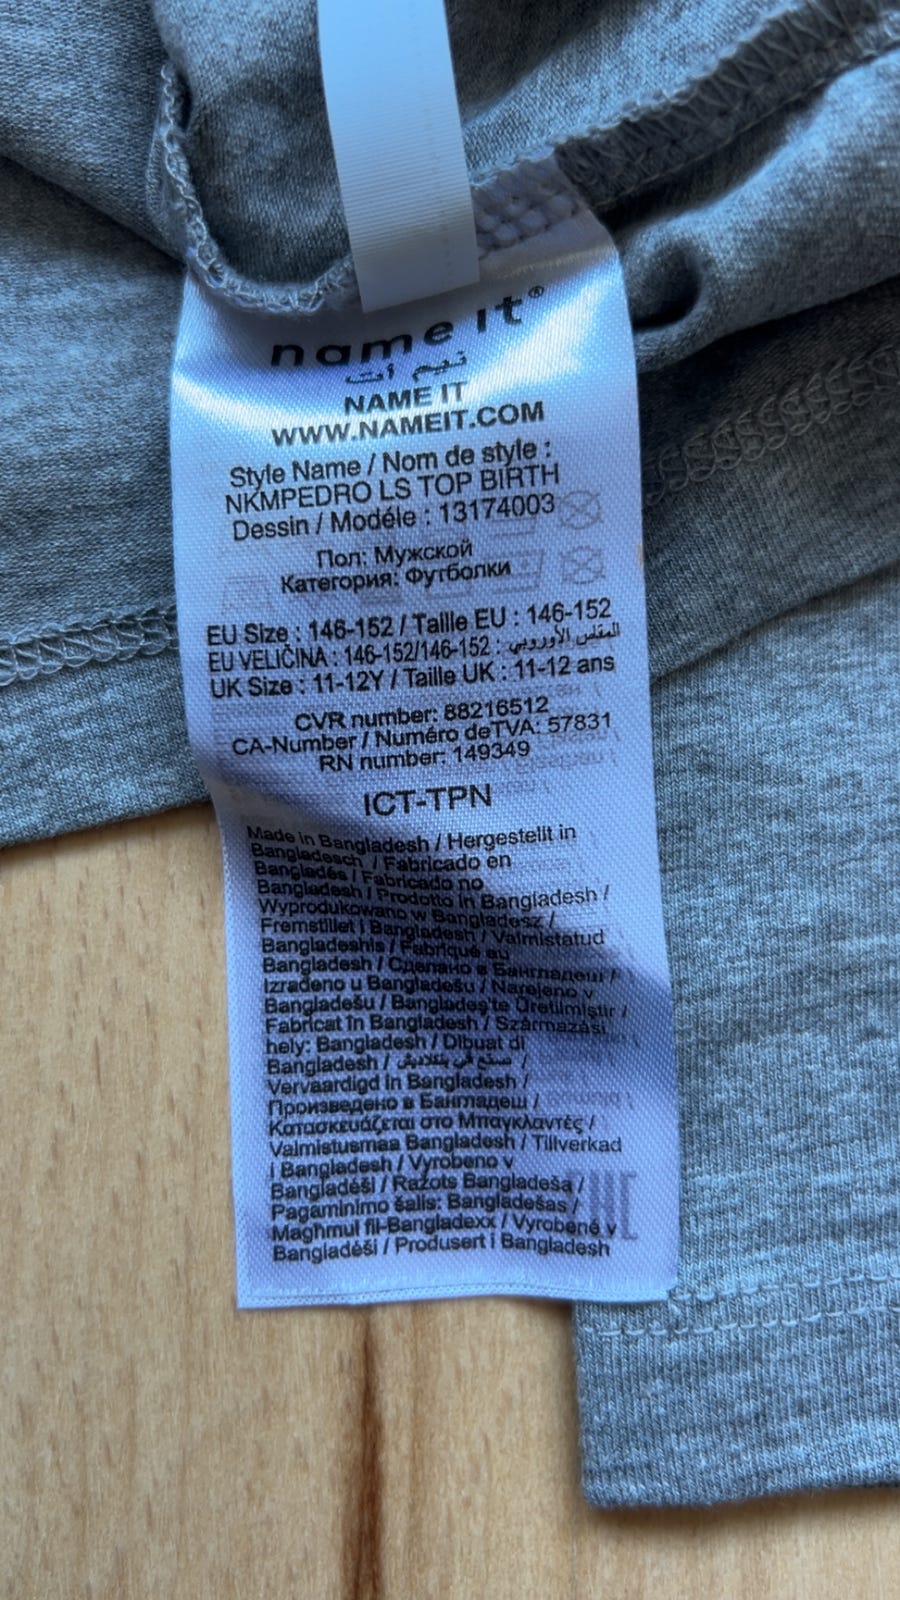 name it®
نيم ات
NAME IT
WWW.NAMEIT.COM
Style Name / Nom de style :
NKMPEDRO LS TOP BIRTH
Dessin / Modéle : 13174003
Пол: Мужской
Категория: Футболки
EU Size : 146-152 / Taille EU : 146-152
EU VELIČINA : 146-152/146-152 : المقاس الأوروبي
UK Size : 11-12Y / Taille UK : 11-12 ans
CVR number: 88216512
CA-Number / Numéro deTVA: 57831
RN number: 149349
ICT-TPN
Made in Bangladesh / Hergestellt in
Bangladesch / Fabricado en
Bangladés / Fabricado no
Bangladesh / Prodotto in Bangladesh /
Wyprodukowano w Bangladesz /
Fremstillet i Bangladesh / Valmistatud
Bangladeshis / Fabriqué au
Bangladesh / Сделано в Бангладеш /
Izrađeno u Bangladešu / Narejeno v
Bangladešu / Bangladeş'te Üretilmiştir /
Fabricat în Bangladesh / Származási
hely: Bangladesh / Dibuat di
Bangladesh / صنع في بنغلاديش /
Vervaardigd in Bangladesh /
Произведено в Бангладеш /
Κατασκευάζεται στο Μπαγκλαντές /
Valmistusmaa Bangladesh / Tillverkad
i Bangladesh / Vyrobeno v
Bangladéši / Ražots Bangladeša /
Pagaminimo šalis: Bangladešas /
Magħmul fil-Bangladexx / Vyrobené v
Bangladéši / Produsert i Bangladesh